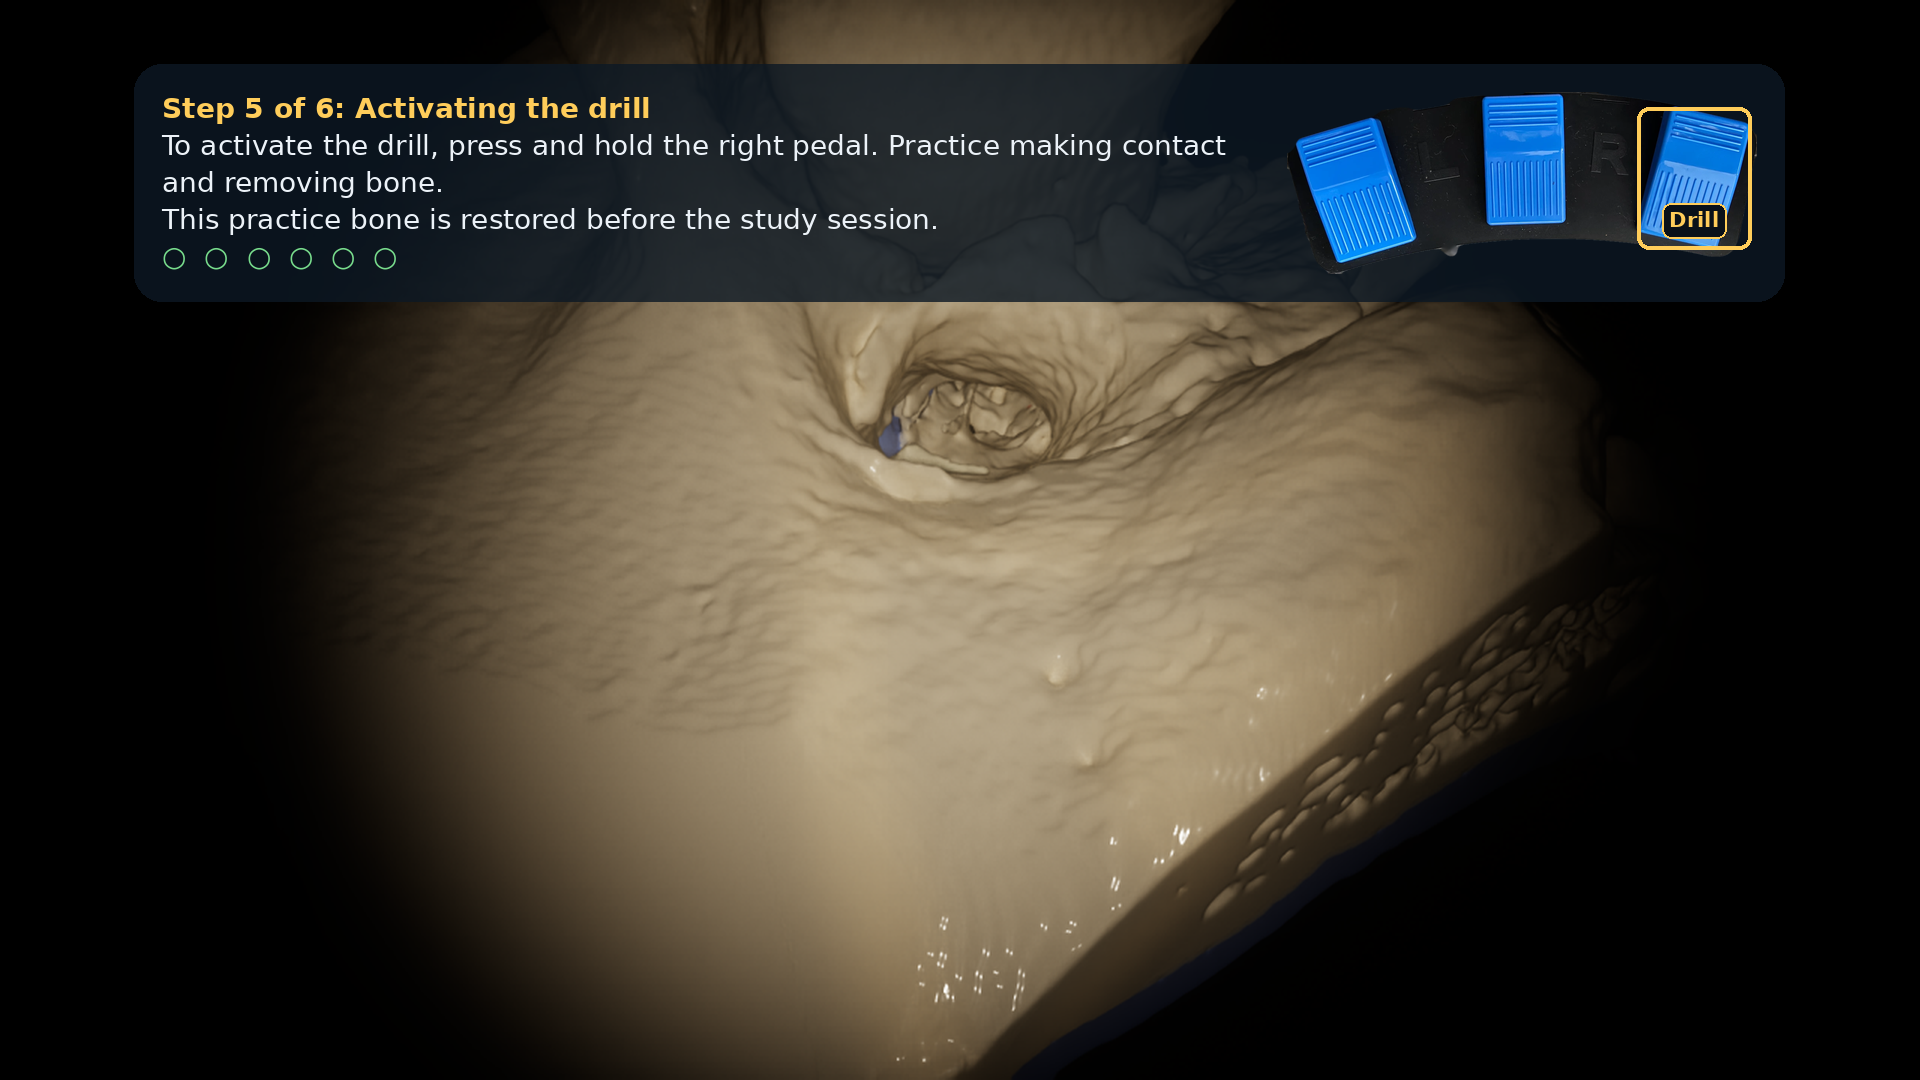 Step 5 of 6: Activating the drill
To activate the drill, press and hold the right pedal. Practice making contact
and removing bone.
This practice bone is restored before the study session.
L
R
Drill